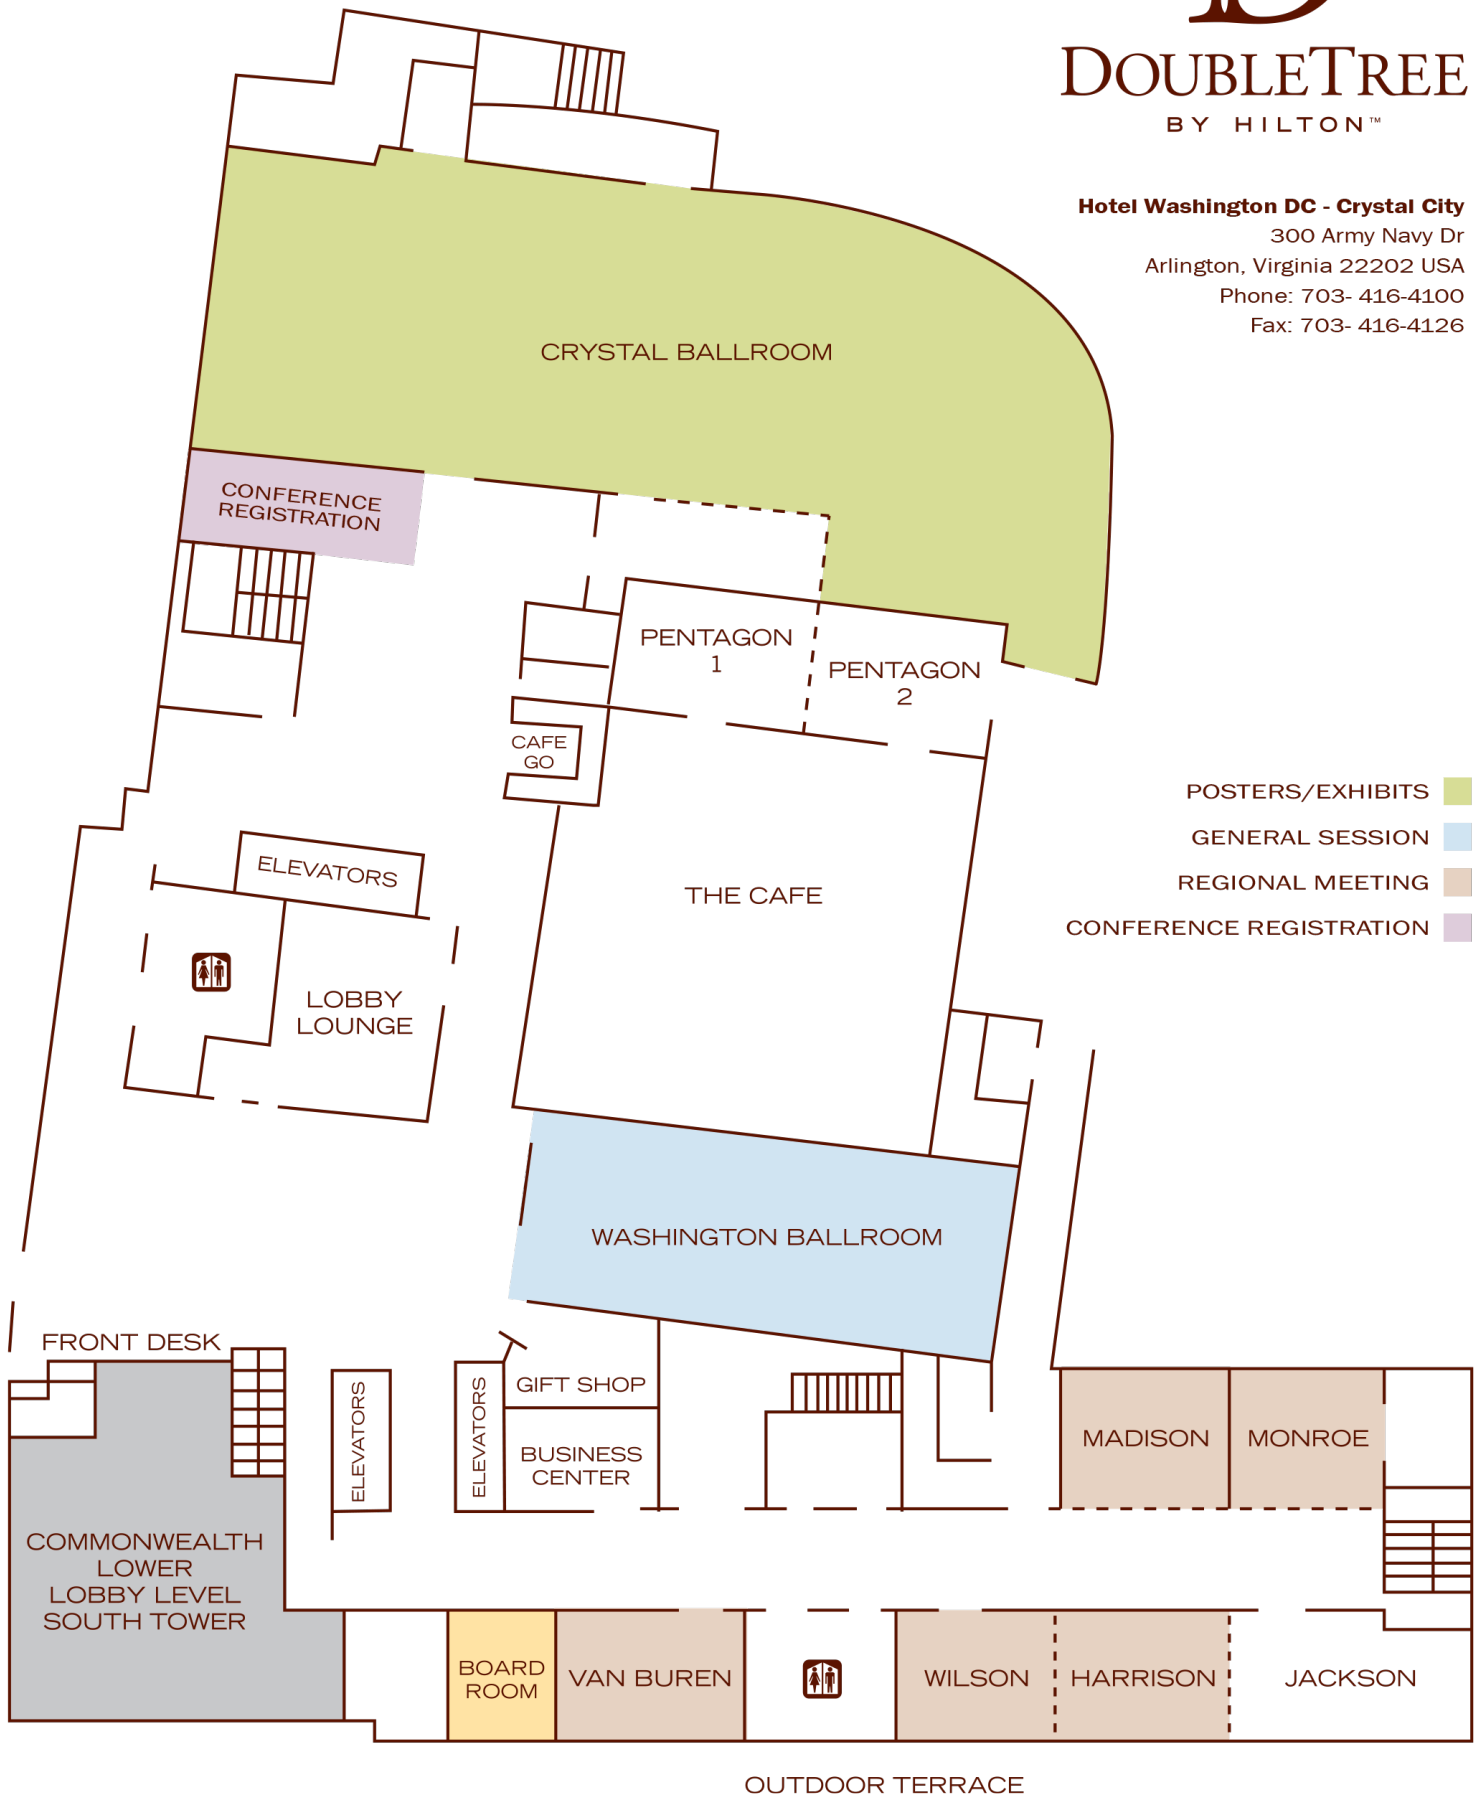 DOUBLETREE
BY HILTON™
Hotel Washington DC - Crystal City
300 Army Navy Dr
Arlington, Virginia 22202 USA
Phone: 703- 416-4100
Fax: 703- 416-4126
CRYSTAL BALLROOM
CONFERENCE
REGISTRATION
PENTAGON
1
PENTAGON
2
CAFE
GO
POSTERS/EXHIBITS
GENERAL SESSION
REGIONAL MEETING
CONFERENCE REGISTRATION
ELEVATORS
THE CAFE
LOBBY
LOUNGE
WASHINGTON BALLROOM
FRONT DESK
ELEVATORS
ELEVATORS
GIFT SHOP
BUSINESS
CENTER
MADISON
MONROE
COMMONWEALTH
LOWER
LOBBY LEVEL
SOUTH TOWER
BOARD
ROOM
VAN BUREN
WILSON
HARRISON
JACKSON
OUTDOOR TERRACE